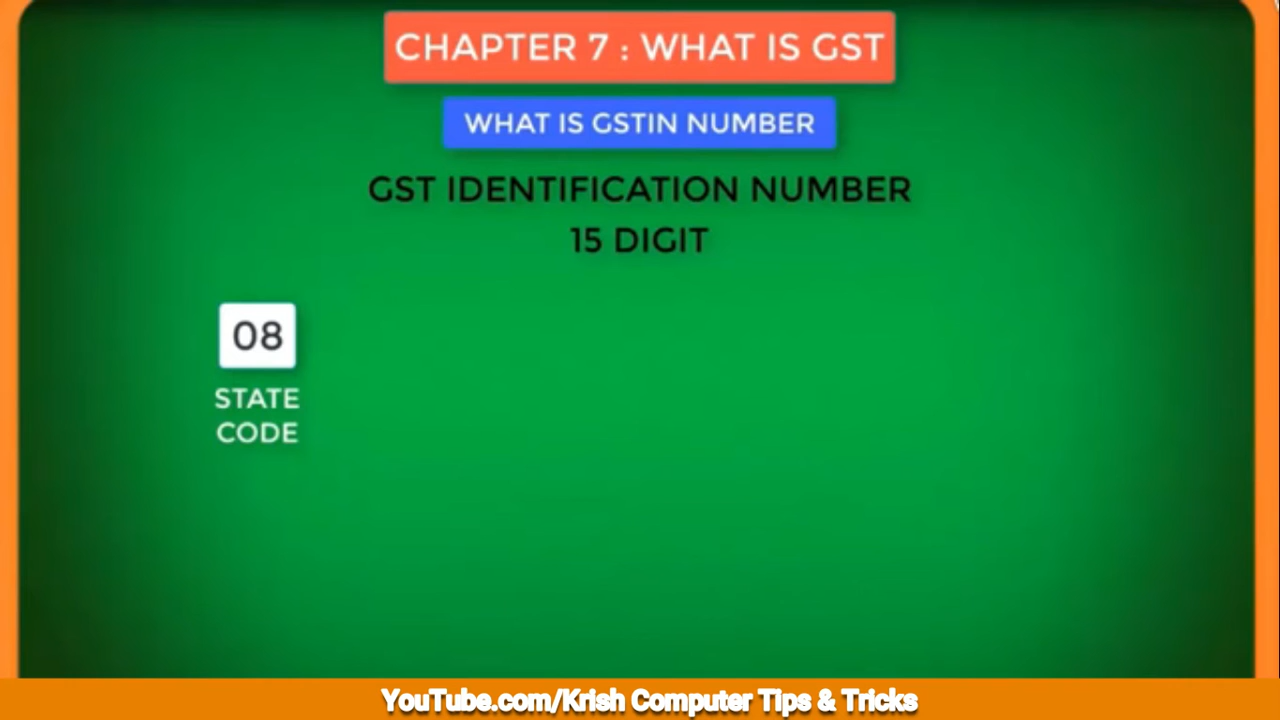 CHAPTER 7 : WHAT IS GST
WHAT IS GSTIN NUMBER
GST IDENTIFICATION NUMBER
15 DIGIT
08
STATE
CODE
YouTube.com/Krish Computer Tips & Tricks